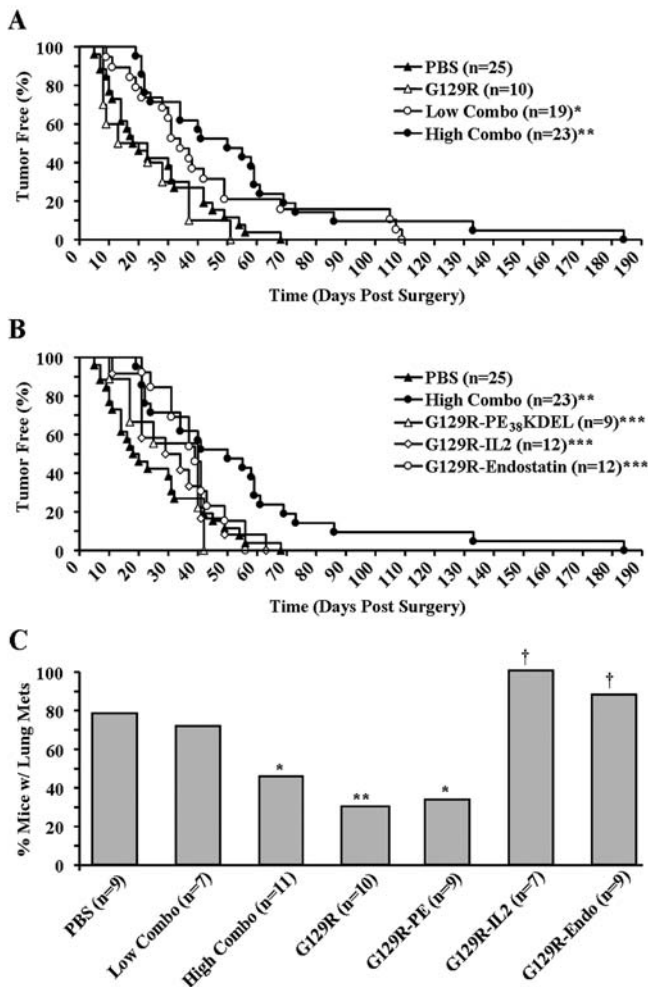 A
100
80
60
40
20
0
Tumor Free (%)
PBS (n=25)
G129R (n=10)
Low Combo (n=19)*
High Combo (n=23)**
0 10 20 30 40 50 60 70 80 90 100 110 120 130 140 150 160 170 180 190
Time (Days Post Surgery)
B
100
80
60
40
20
0
Tumor Free (%)
PBS (n=25)
High Combo (n=23)**
G129R-PE38KDEL (n=9)***
G129R-IL2 (n=12)***
G129R-Endostatin (n=12)***
0 10 20 30 40 50 60 70 80 90 100 110 120 130 140 150 160 170 180 190
Time (Days Post Surgery)
C
100
80
60
40
20
0
% Mice w/ Lung Mets
* ** * † †
PBS (n=9)
Low Combo (n=7)
High Combo (n=11)
G129R (n=10)
G129R-PE (n=9)
G129R-IL2 (n=7)
G129R-Endo (n=9)